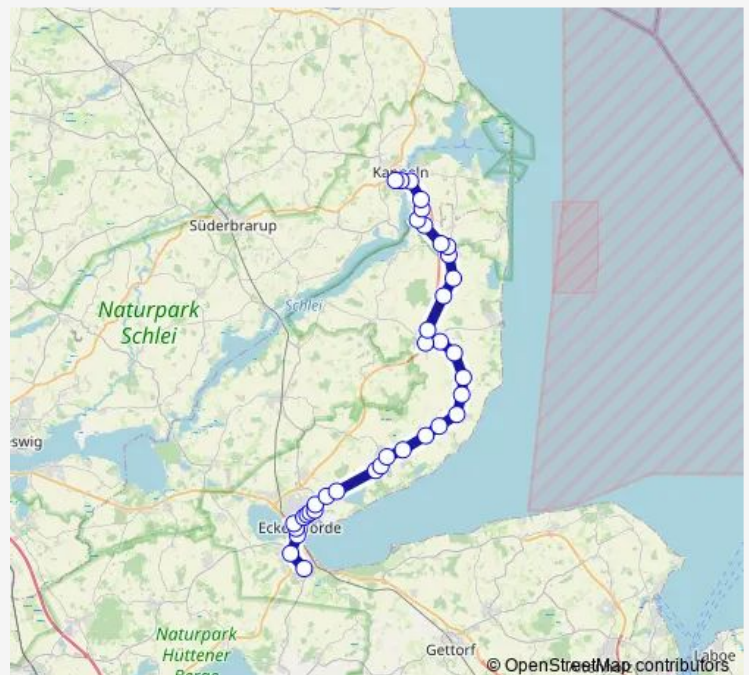 Kappeln
Süderbrarup
Schlei
Naturpark
Schlei
swig
Eckernförde
Naturpark
Hüttener
Berge
Gettorf
Laboe
© OpenStreetMap contributors